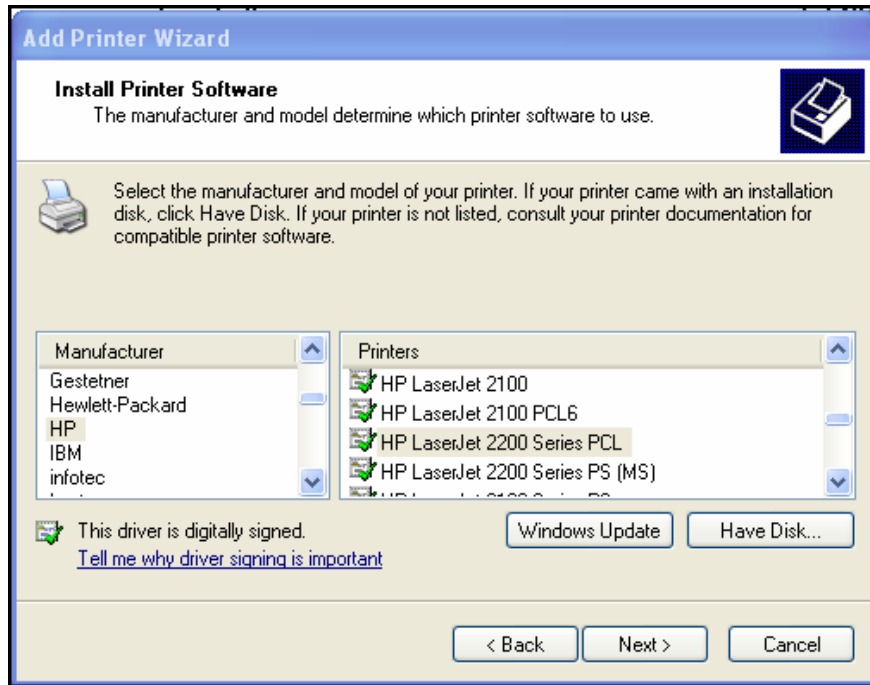 Add Printer Wizard
Install Printer Software
The manufacturer and model determine which printer software to use.
Select the manufacturer and model of your printer. If your printer came with an installation
disk, click Have Disk. If your printer is not listed, consult your printer documentation for
compatible printer software.
Manufacturer
Gestetner
Hewlett-Packard
HP
IBM
infotec
Printers
HP LaserJet 2100
HP LaserJet 2100 PCL6
HP LaserJet 2200 Series PCL
HP LaserJet 2200 Series PS (MS)
This driver is digitally signed.
Tell me why driver signing is important
Windows Update
Have Disk...
< Back
Next >
Cancel